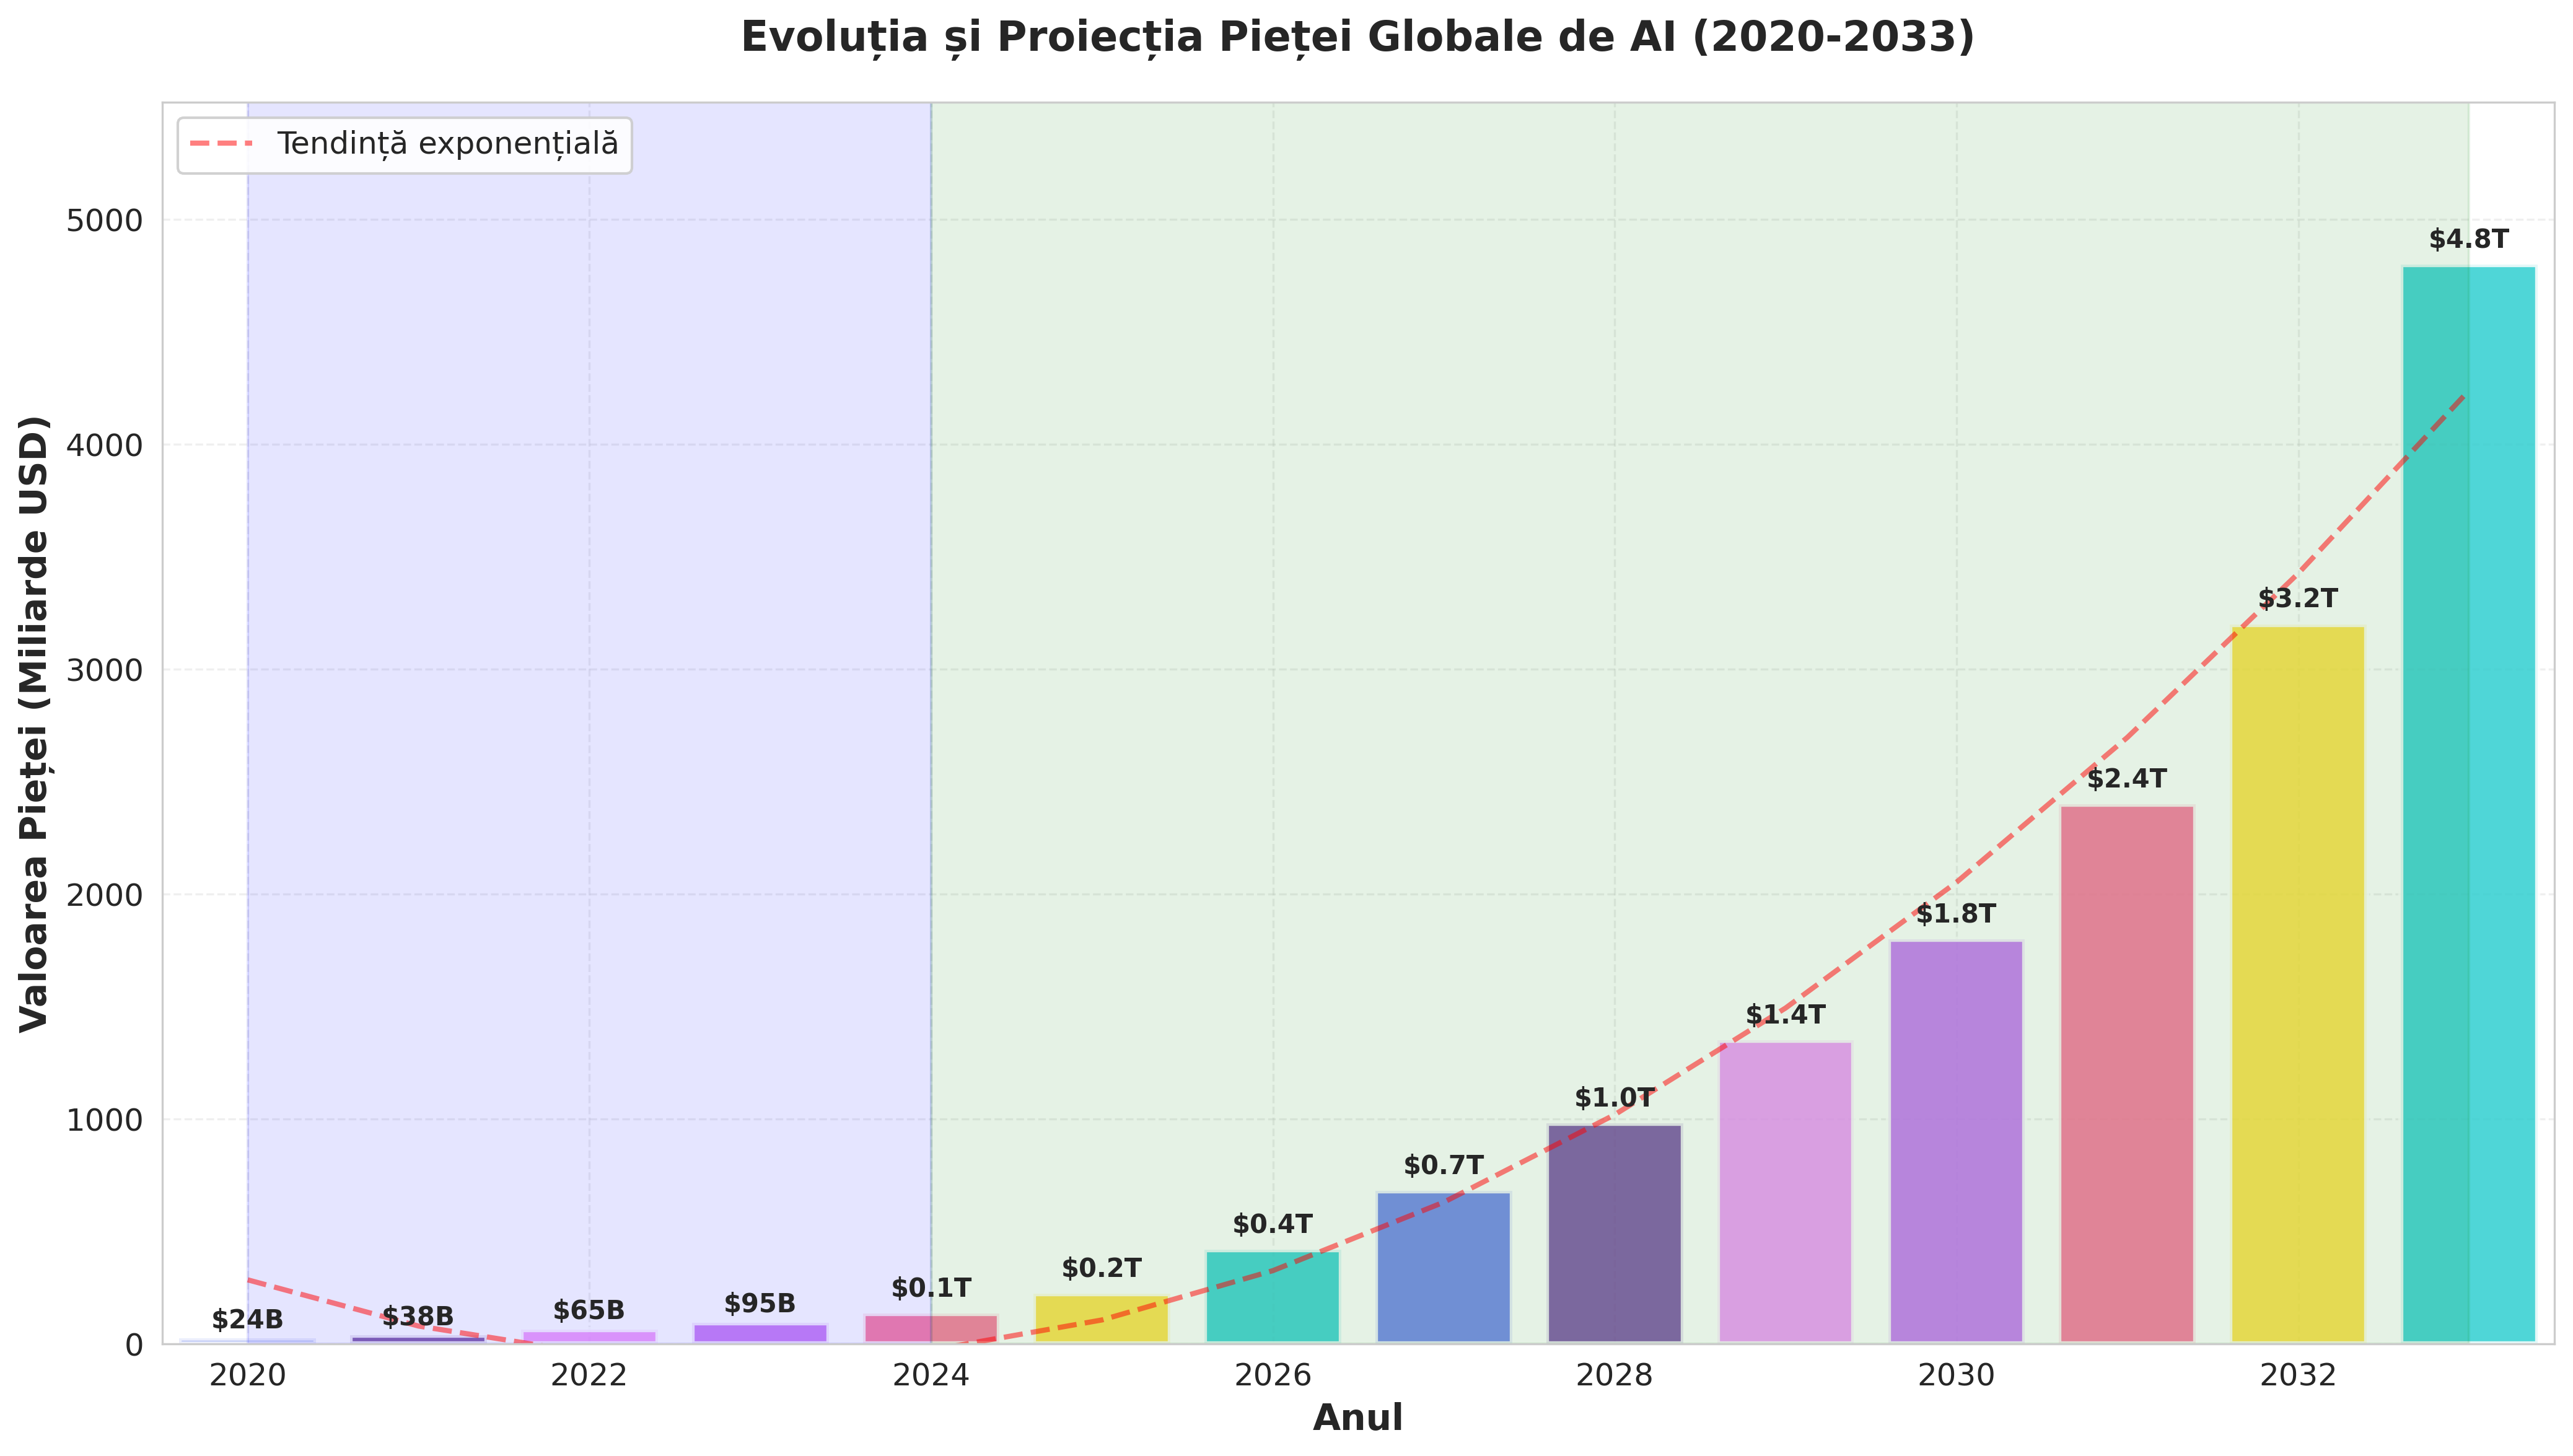 Evoluția și Proiecția Pieței Globale de AI (2020-2033)
Tendință exponențială
Valoarea Pieței (Miliarde USD)
5000
4000
3000
2000
1000
0
$24B
$38B
$65B
$95B
$0.1T
$0.2T
$0.4T
$0.7T
$1.0T
$1.4T
$1.8T
$2.4T
$3.2T
$4.8T
2020 2022 2024 2026 2028 2030 2032
Anul